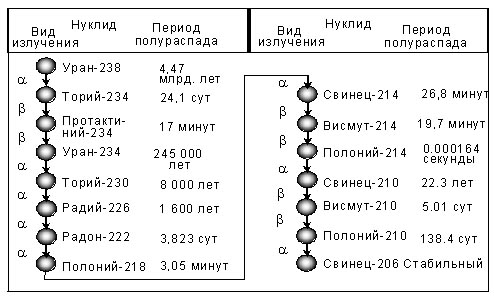 Вид излучения Нуклид Период полураспада
α Уран-238 4,47 млрд. лет
β Торий-234 24,1 сут
β Протакти-ний-234 17 минут
α Уран-234 245 000 лет
α Торий-230 8 000 лет
α Радий-226 1 600 лет
α Радон-222 3,823 сут
Полоний-218 3,05 минут
Вид излучения Нуклид Период полураспада
α Свинец-214 26,8 минут
β Висмут-214 19,7 минут
β Полоний-214 0.000164 секунды
α Свинец-210 22.3 лет
β Висмут-210 5.01 сут
β Полоний-210 138.4 сут
α Свинец-206 Стабильный